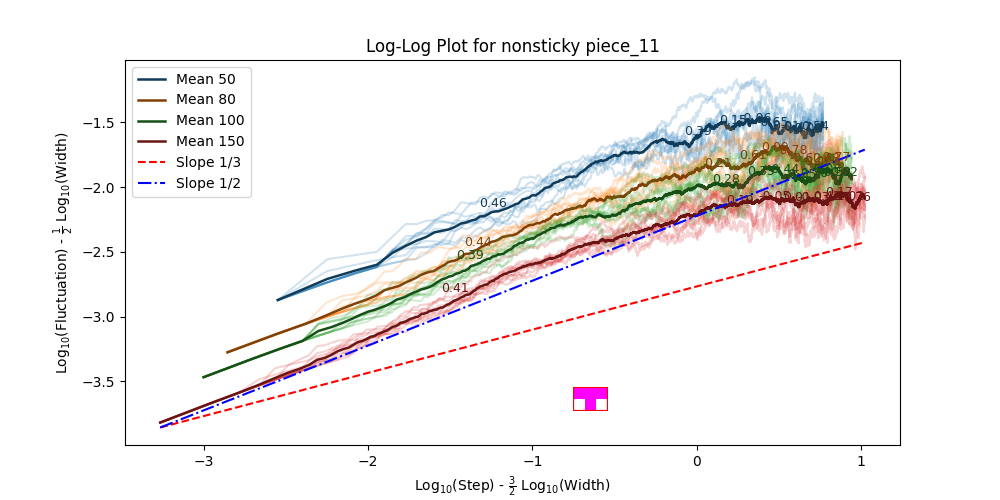 Log-Log Plot for nonsticky piece_11
Mean 50
Mean 80
Mean 100
Mean 150
Slope 1/3
Slope 1/2
Log₁₀(Fluctuation) - ½ Log₁₀(Width)
−1.5
−2.0
−2.5
−3.0
−3.5
0.46
0.39
0.44
0.39
0.28
0.41
−3
−2
−1
0
1
Log₁₀(Step) - 3/2 Log₁₀(Width)